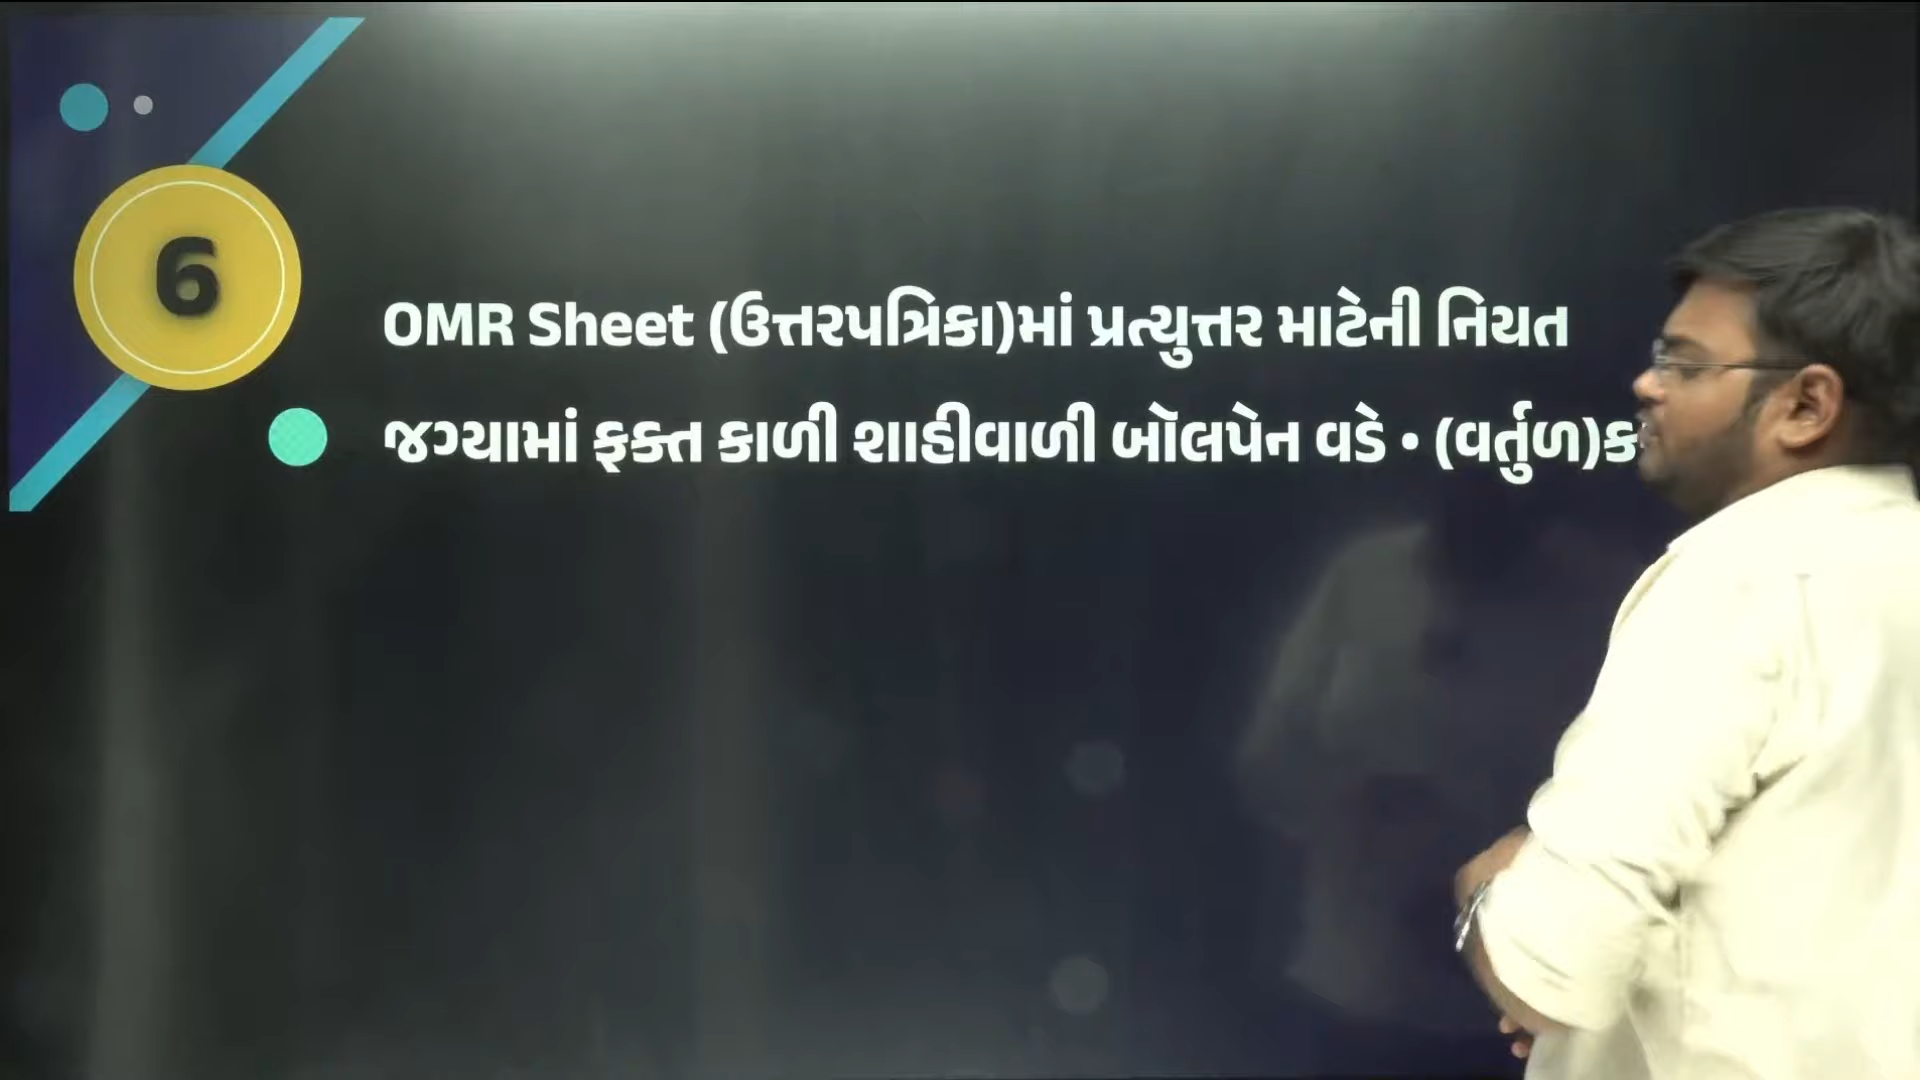 6
OMR Sheet (ઉત્તરપત્રિકા)માં પ્રત્યુત્તર માટેની નિયત
જગ્યામાં ફક્ત કાળી શાહીવાળી બૉલપેન વડે • (વર્તુળ)